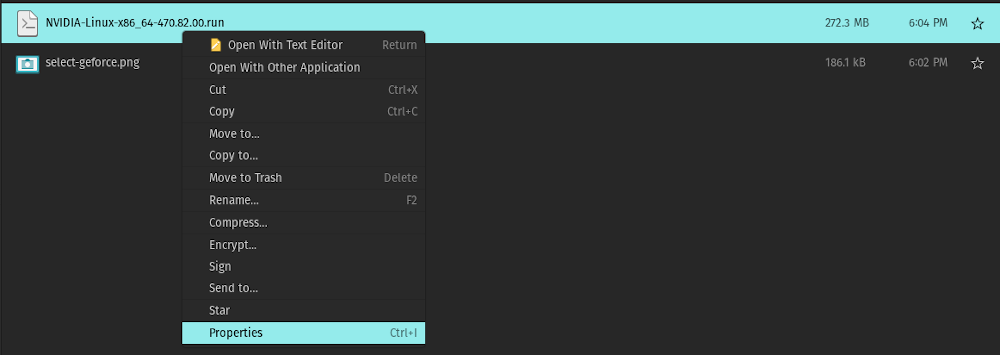 NVIDIA-Linux-x86_64-470.82.00.run 272.3 MB 6:04 PM
Open With Text Editor Return
select-geforce.png 186.1 kB 6:02 PM
Open With Other Application
Cut Ctrl+X
Copy Ctrl+C
Move to...
Copy to...
Move to Trash Delete
Rename... F2
Compress...
Encrypt...
Sign
Send to...
Star
Properties Ctrl+I